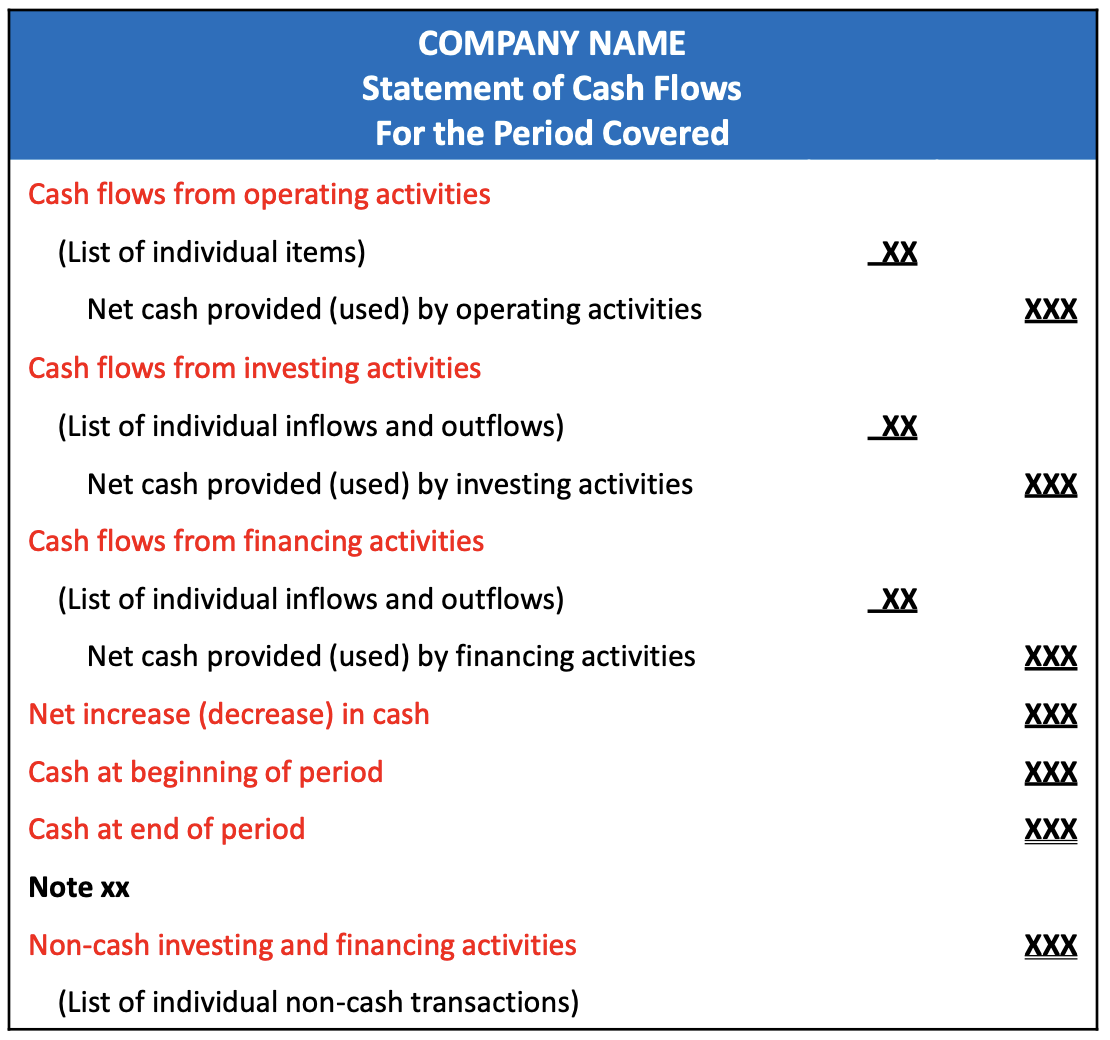 COMPANY NAME
Statement of Cash Flows
For the Period Covered
Cash flows from operating activities
(List of individual items) XX
Net cash provided (used) by operating activities XXX
Cash flows from investing activities
(List of individual inflows and outflows) XX
Net cash provided (used) by investing activities XXX
Cash flows from financing activities
(List of individual inflows and outflows) XX
Net cash provided (used) by financing activities XXX
Net increase (decrease) in cash XXX
Cash at beginning of period XXX
Cash at end of period XXX
Note xx
Non-cash investing and financing activities XXX
(List of individual non-cash transactions)